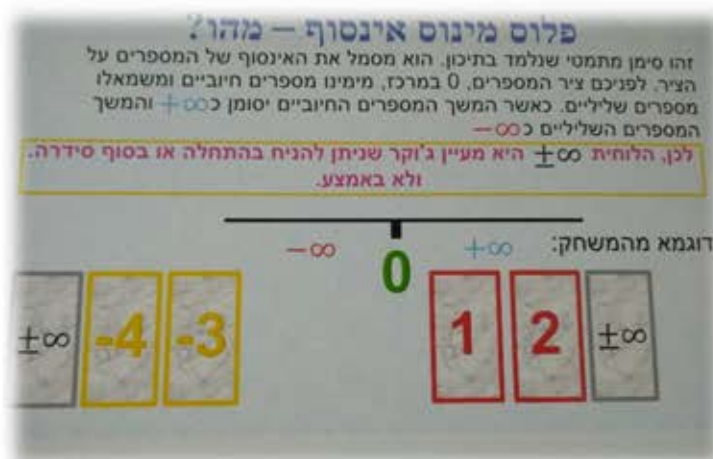 פלוס מינוס אינסוף – מהו?
זהו סימן מתמטי שנלמד בתיכון. הוא מסמל את האינסוף של המספרים על
הציר. לפניכם ציר המספרים, 0 במרכז, מימינו מספרים חיוביים ומשמאלו
מספרים שליליים. כאשר המשך המספרים החיוביים יסומן כ∞+ והמשך
המספרים השליליים כ∞−
לכן, הלוחית ∞± היא מעיין ג'וקר שניתן להניח בהתחלה או בסוף סידרה.
ולא באמצע.
דוגמא מהמשחק:
−∞ 0 +∞
±∞ -4 -3 1 2 ±∞